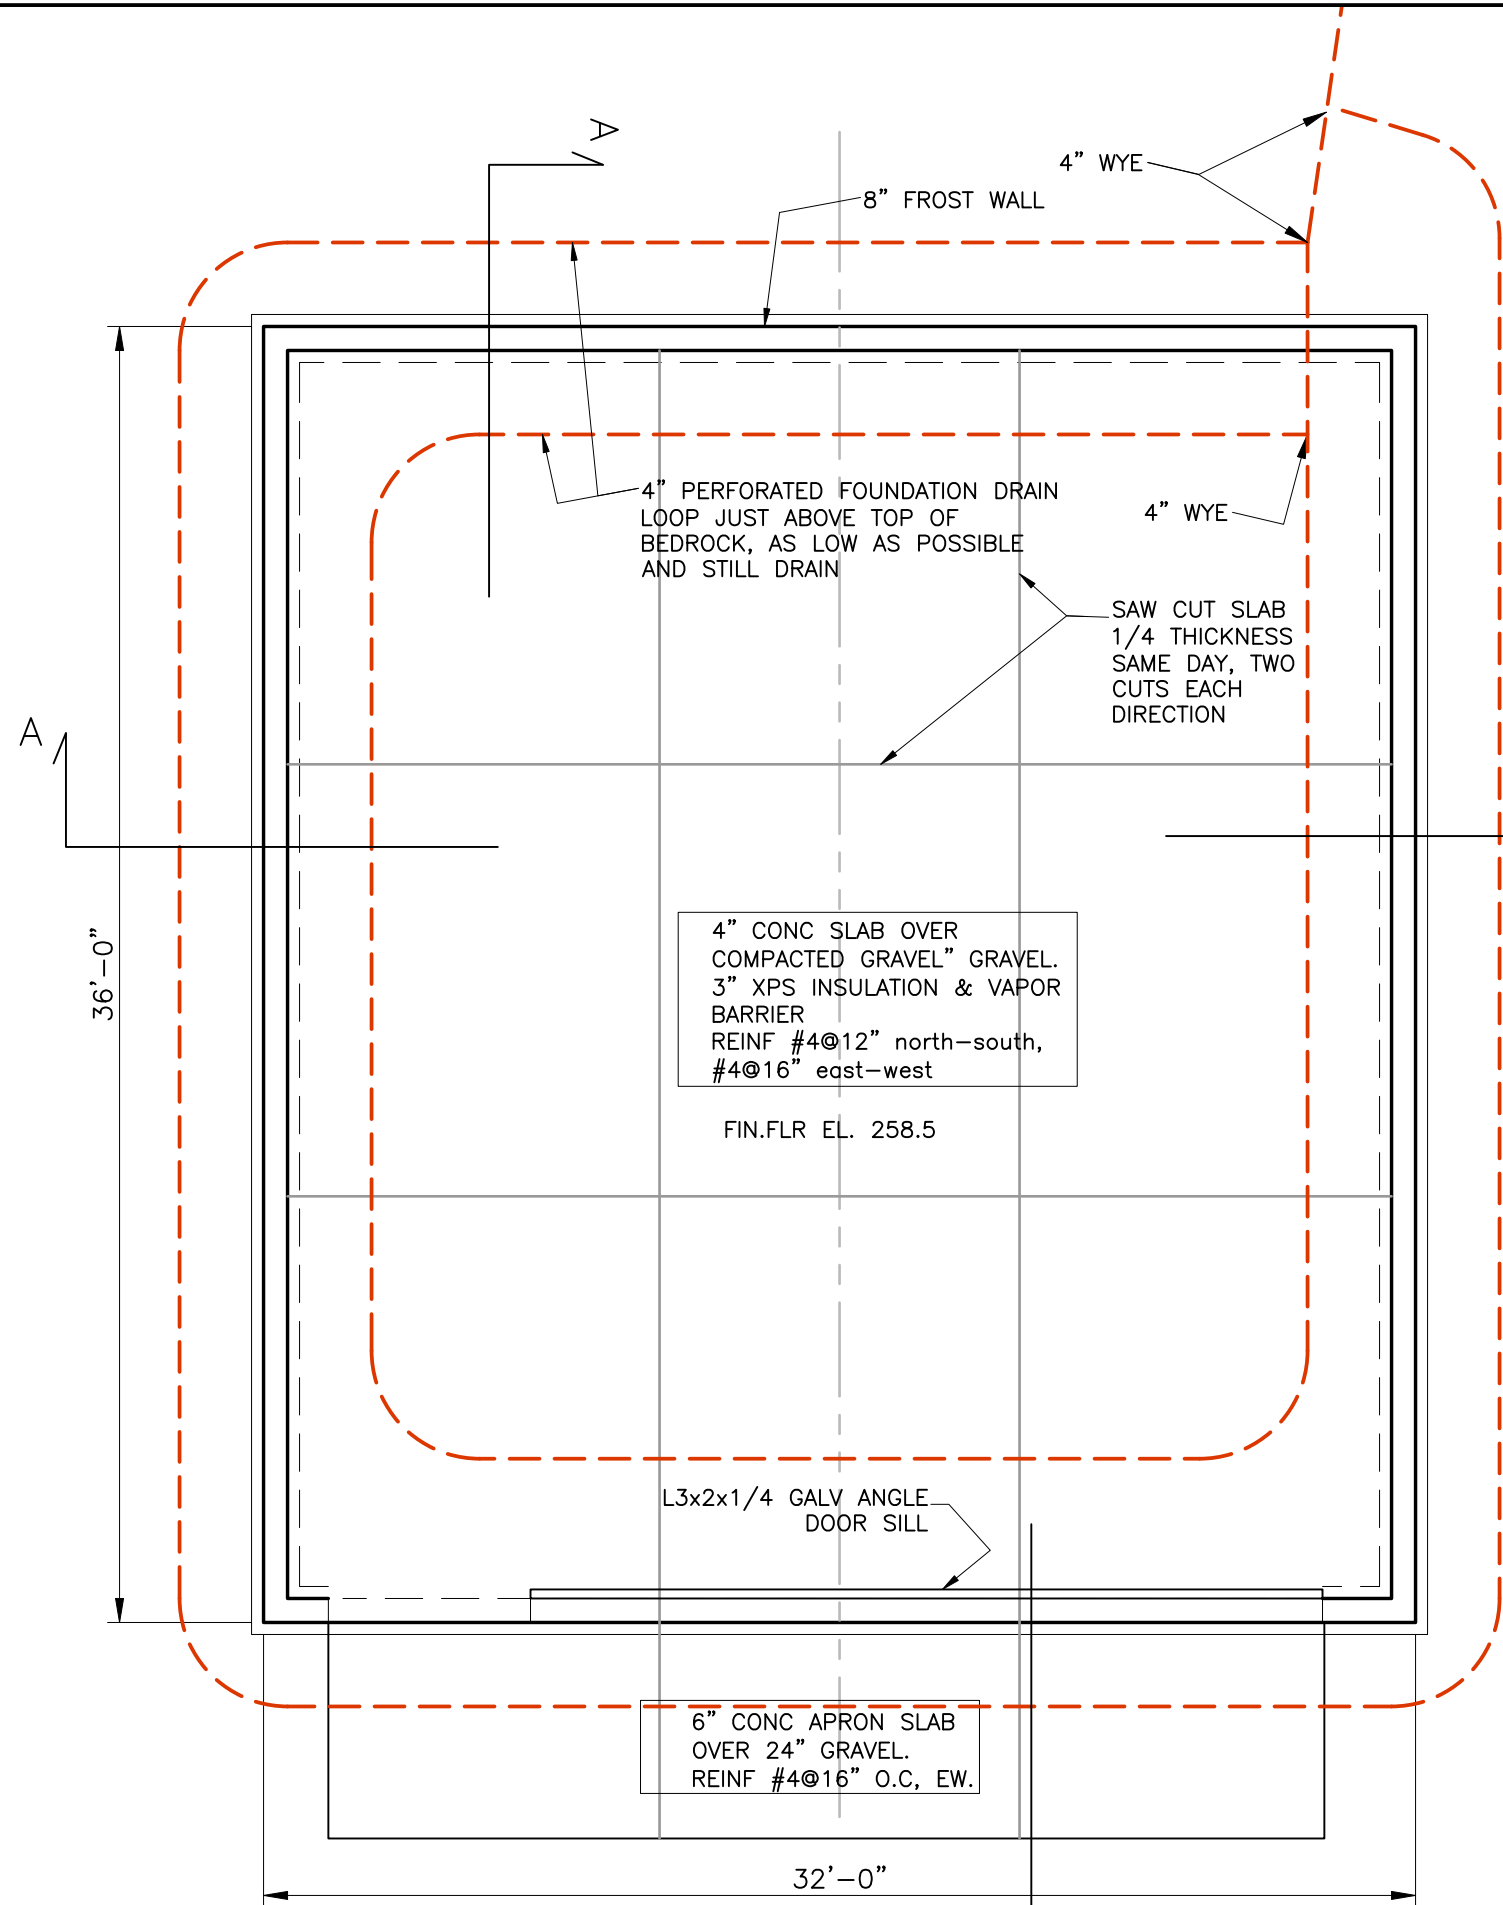 A
4” WYE
8” FROST WALL
4” PERFORATED FOUNDATION DRAIN
LOOP JUST ABOVE TOP OF
BEDROCK, AS LOW AS POSSIBLE
AND STILL DRAIN
4” WYE
SAW CUT SLAB
1/4 THICKNESS
SAME DAY, TWO
CUTS EACH
DIRECTION
A
36’-0”
4” CONC SLAB OVER
COMPACTED GRAVEL” GRAVEL.
3” XPS INSULATION & VAPOR
BARRIER
REINF #4@12” north-south,
#4@16” east-west
FIN.FLR EL. 258.5
L3x2x1/4 GALV ANGLE
DOOR SILL
6” CONC APRON SLAB
OVER 24” GRAVEL.
REINF #4@16” O.C, EW.
32’-0”